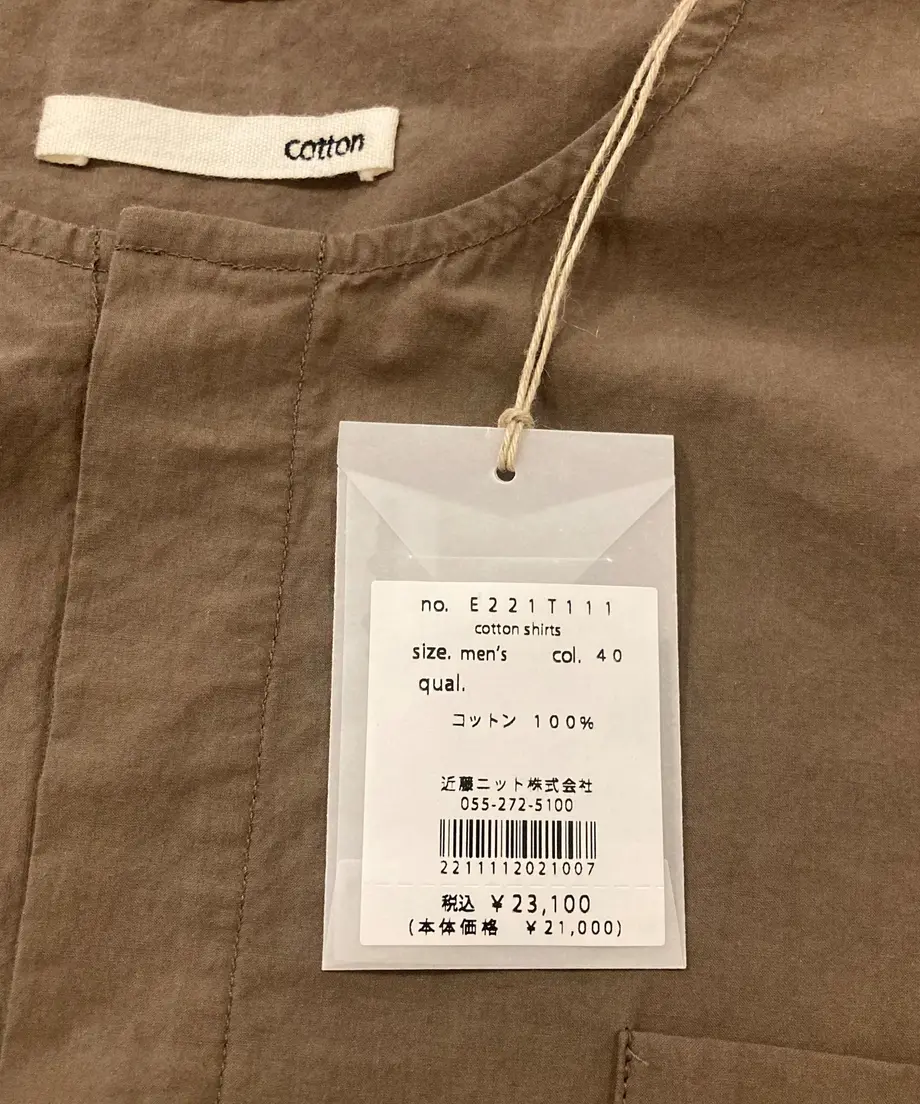 cotton
no. E221T111
cotton shirts
size. men's col. 40
qual.
コットン 100%
近藤ニット株式会社
055-272-5100
2211112021007
税込 ¥23,100
(本体価格 ¥21,000)